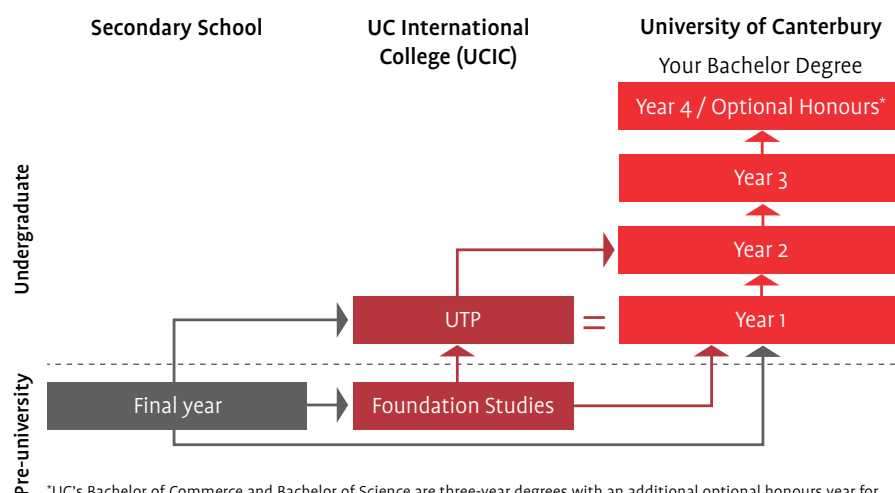 Secondary School
UC International
College (UCIC)
University of Canterbury
Your Bachelor Degree
Year 4 / Optional Honours*
Year 3
Year 2
UTP
=
Year 1
Undergraduate
Final year
Foundation Studies
Pre-university
*UC's Bachelor of Commerce and Bachelor of Science are three-year degrees with an additional optional honours year for